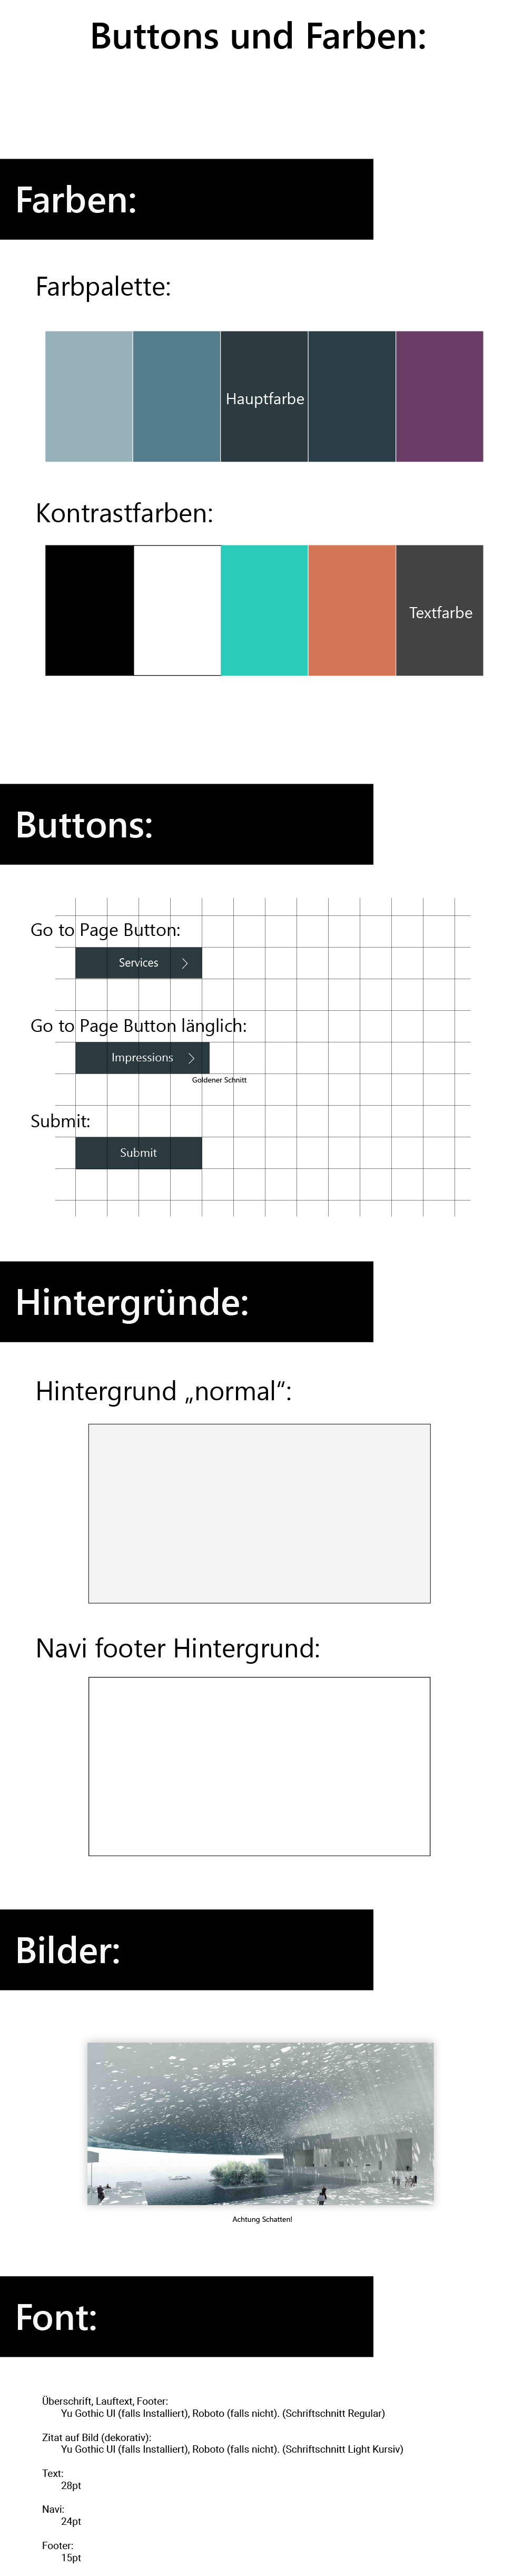 Buttons und Farben:
Farben:
Farbpalette:
Hauptfarbe
Kontrastfarben:
Textfarbe
Buttons:
Go to Page Button:
Services
Go to Page Button länglich:
Impressions
Goldener Schnitt
Submit:
Submit
Hintergründe:
Hintergrund „normal“:
Navi footer Hintergrund:
Bilder:
Achtung Schatten!
Font:
Überschrift, Lauftext, Footer:
Yu Gothic UI (falls Installiert), Roboto (falls nicht). (Schriftschnitt Regular)
Zitat auf Bild (dekorativ):
Yu Gothic UI (falls Installiert), Roboto (falls nicht). (Schriftschnitt Light Kursiv)
Text:
28pt
Navi:
24pt
Footer:
15pt